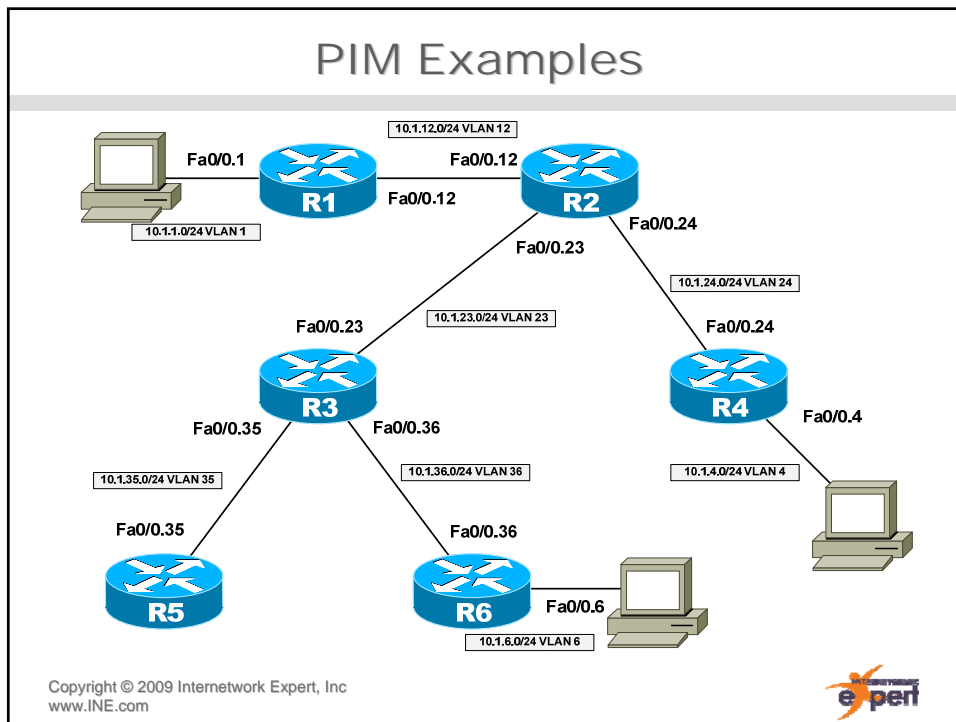 PIM Examples
10.1.12.0/24 VLAN 12
Fa0/0.1
Fa0/0.12
R1
R2
Fa0/0.12
10.1.1.0/24 VLAN 1
Fa0/0.24
Fa0/0.23
10.1.24.0/24 VLAN 24
10.1.23.0/24 VLAN 23
Fa0/0.23
Fa0/0.24
R3
R4
Fa0/0.35
Fa0/0.36
Fa0/0.4
10.1.35.0/24 VLAN 35
10.1.36.0/24 VLAN 36
10.1.4.0/24 VLAN 4
Fa0/0.35
Fa0/0.36
R5
R6
Fa0/0.6
10.1.6.0/24 VLAN 6
Copyright © 2009 Internetwork Expert, Inc
www.INE.com
INTERNETWORK
expert